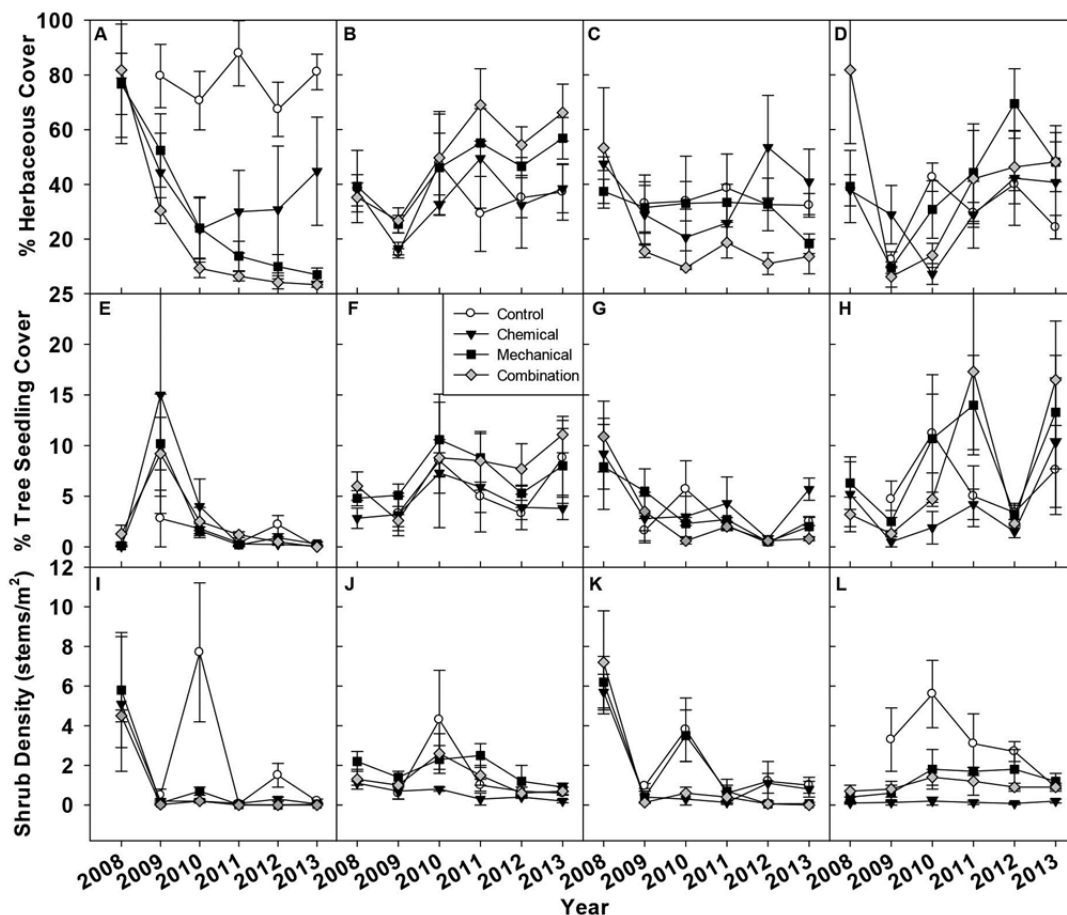 % Herbaceous Cover
100
80
60
40
20
A
B
C
D
% Tree Seedling Cover
25
20
15
10
5
0
E
F
G
H
Control
Chemical
Mechanical
Combination
Shrub Density (stems/m²)
12
10
8
6
4
2
0
I
J
K
L
2008 2009 2010 2011 2012 2013 2008 2009 2010 2011 2012 2013 2008 2009 2010 2011 2012 2013 2008 2009 2010 2011 2012 2013
Year